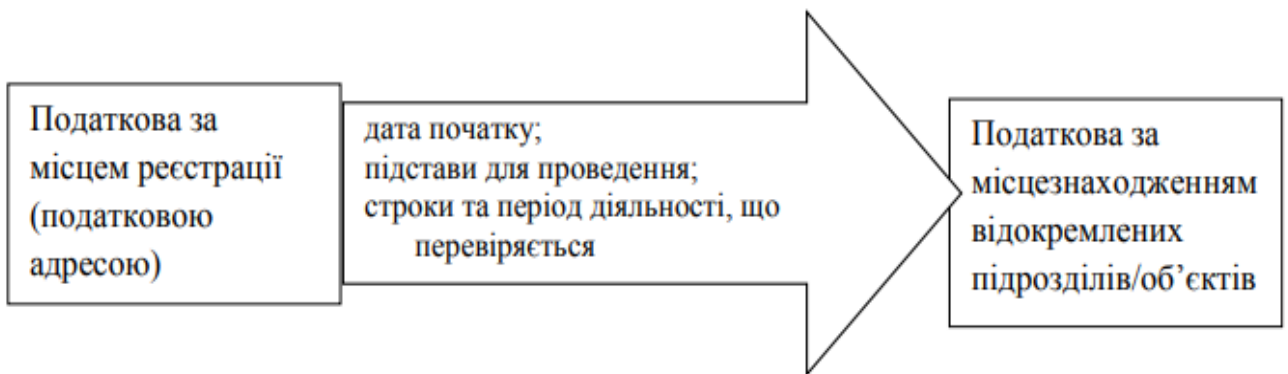 Податкова за
місцем реєстрації
(податковою
адресою)
дата початку;
підстави для проведення;
строки та період діяльності, що
перевіряється
Податкова за
місцезнаходженням
відокремлених
підрозділів/об’єктів